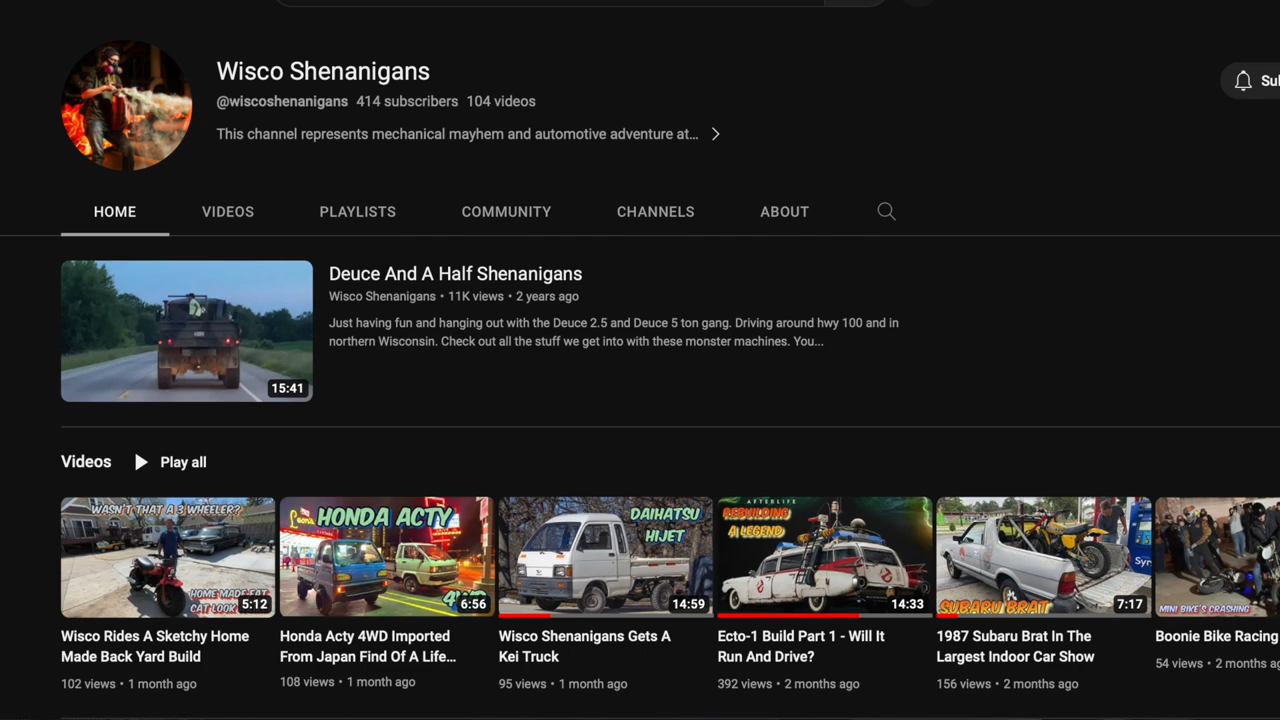 Wisco Shenanigans
@wiscoshenanigans 414 subscribers 104 videos
This channel represents mechanical mayhem and automotive adventure at...
HOME VIDEOS PLAYLISTS COMMUNITY CHANNELS ABOUT
15:41
Deuce And A Half Shenanigans
Wisco Shenanigans • 11K views • 2 years ago
Just having fun and hanging out with the Deuce 2.5 and Deuce 5 ton gang. Driving around hwy 100 and in
northern Wisconsin. Check out all the stuff we get into with these monster machines. You...
Videos Play all
WASN'T THAT A 3 WHEELER?
HOME MADE FAT
CAT LOOK
5:12
Wisco Rides A Sketchy Home
Made Back Yard Build
102 views • 1 month ago
HONDA ACTY
4WD
6:56
Honda Acty 4WD Imported
From Japan Find Of A Life...
108 views • 1 month ago
DAIHATSU
HIJET
14:59
Wisco Shenanigans Gets A
Kei Truck
95 views • 1 month ago
AFTERLIFE
REBUILDING
A LEGEND
14:33
Ecto-1 Build Part 1 - Will It
Run And Drive?
392 views • 2 months ago
SUBARU BRAT
7:17
1987 Subaru Brat In The
Largest Indoor Car Show
156 views • 2 months ago
MINI BIKE'S CRASHING
Boonie Bike Racing
54 views • 2 months